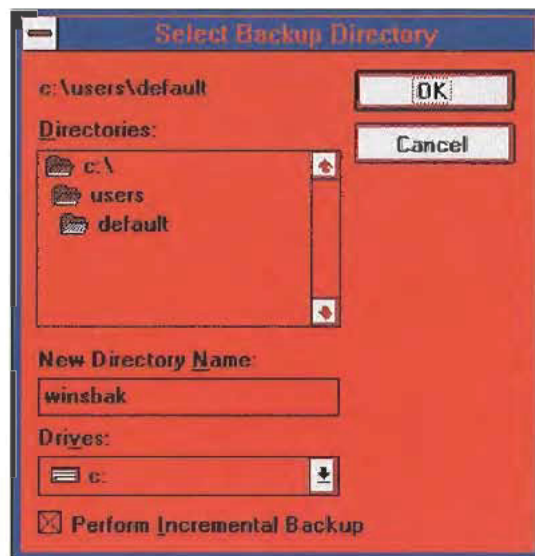 Select Backup Directory
c:\users\default
OK
Directories:
Cancel
c:\
users
default
New Directory Name:
winsbak
Drives:
c:
Perform Incremental Backup